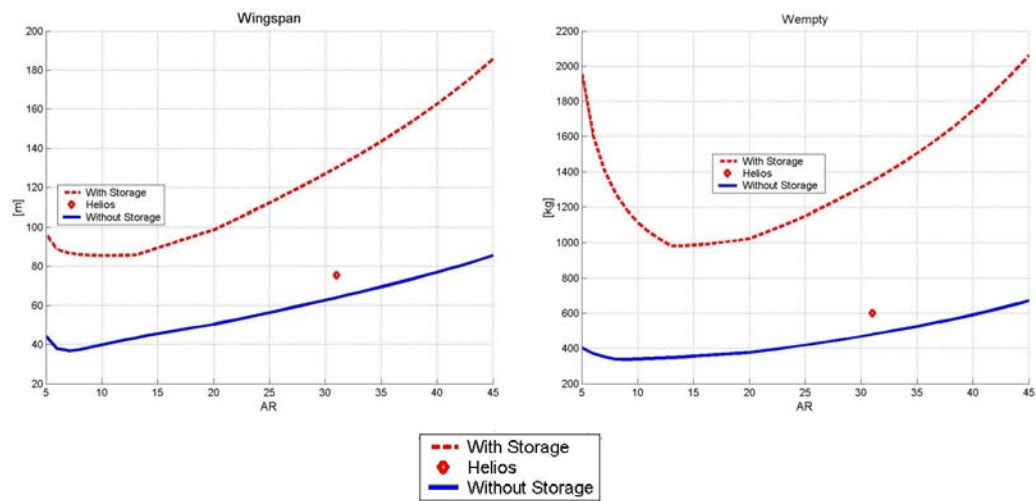 Wingspan
200
180
160
140
120
100
80
60
40
20
[m]
With Storage
Helios
Without Storage
5 10 15 20 25 30 35 40 45
AR
Wempty
2200
2000
1800
1600
1400
1200
1000
800
600
400
200
[kg]
With Storage
Helios
Without Storage
5 10 15 20 25 30 35 40 45
AR
With Storage
Helios
Without Storage